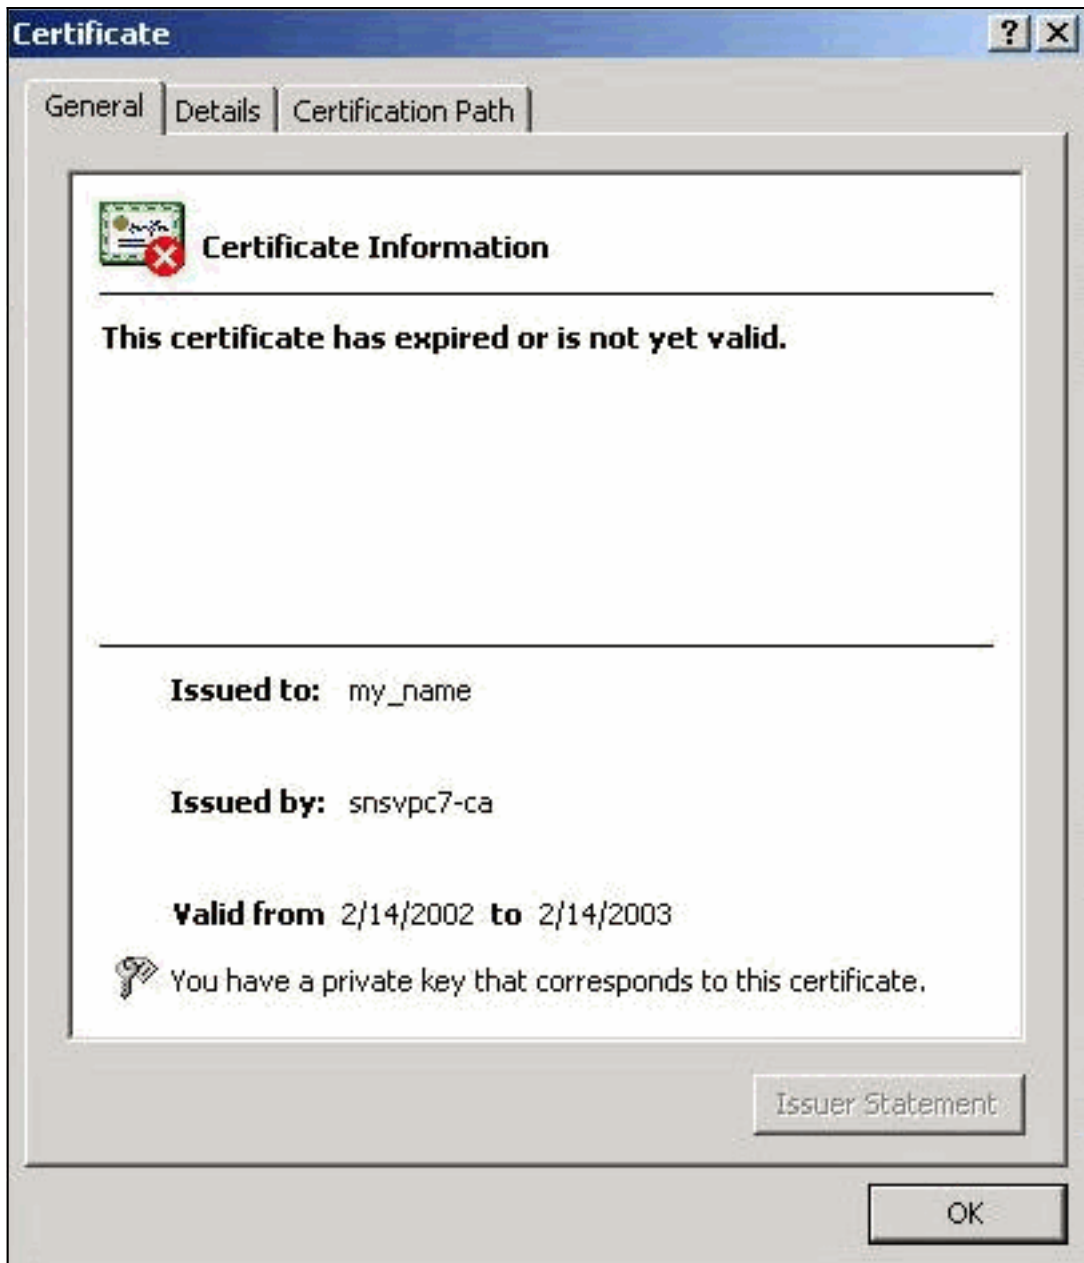 Certificate
General Details Certification Path
Certificate Information
This certificate has expired or is not yet valid.
Issued to: my_name
Issued by: snsvpc7-ca
Valid from 2/14/2002 to 2/14/2003
You have a private key that corresponds to this certificate.
Issuer Statement
OK